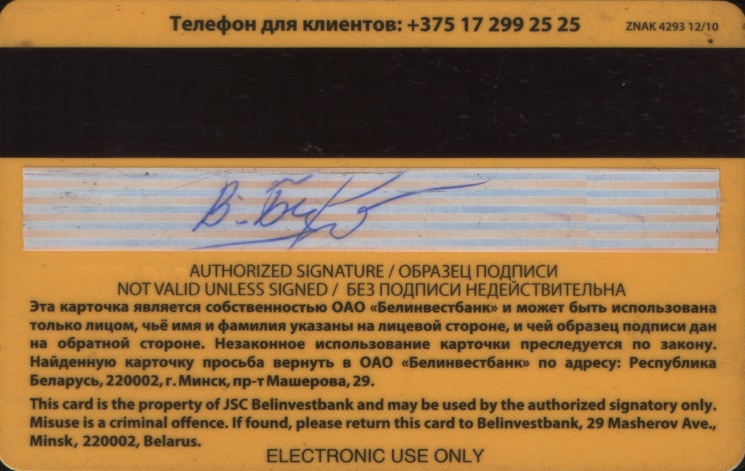 Телефон для клиентов: +375 17 299 25 25
ZNAK 4293 12/10
AUTHORIZED SIGNATURE / ОБРАЗЕЦ ПОДПИСИ
NOT VALID UNLESS SIGNED / БЕЗ ПОДПИСИ НЕДЕЙСТВИТЕЛЬНА
Эта карточка является собственностью ОАО «Белинвестбанк» и может быть использована
только лицом, чьё имя и фамилия указаны на лицевой стороне, и чей образец подписи дан
на обратной стороне. Незаконное использование карточки преследуется по закону.
Найденную карточку просьба вернуть в ОАО «Белинвестбанк» по адресу: Республика
Беларусь, 220002, г. Минск, пр-т Машерова, 29.
This card is the property of JSC Belinvestbank and may be used by the authorized signatory only.
Misuse is a criminal offence. If found, please return this card to Belinvestbank, 29 Masherov Ave.,
Minsk, 220002, Belarus.
ELECTRONIC USE ONLY